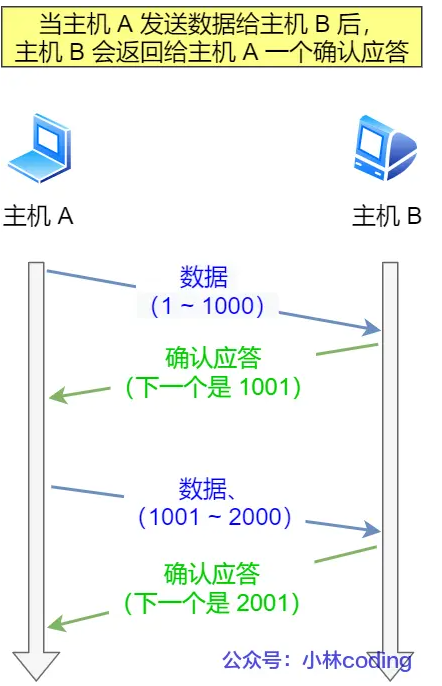 当主机 A 发送数据给主机 B 后，
主机 B 会返回给主机 A 一个确认应答
主机 A
主机 B
数据
（1 ~ 1000）
确认应答
（下一个是 1001）
数据、
（1001 ~ 2000）
确认应答
（下一个是 2001）
公众号：小林coding